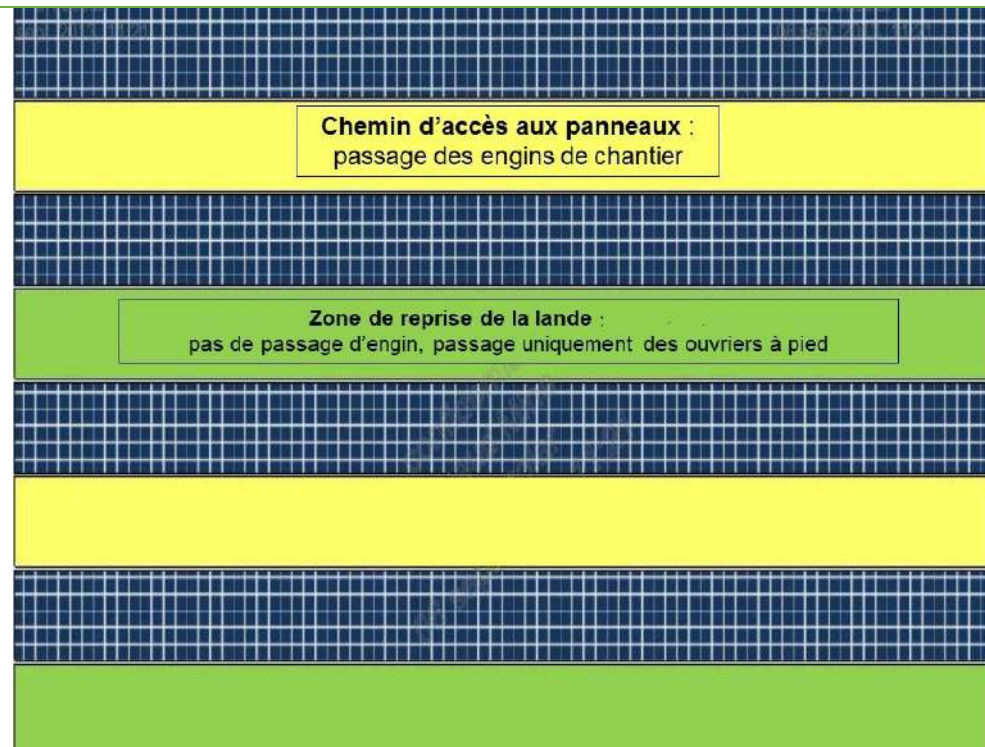 Chemin d'accès aux panneaux :
passage des engins de chantier
Zone de reprise de la lande :
pas de passage d'engin, passage uniquement des ouvriers à pied